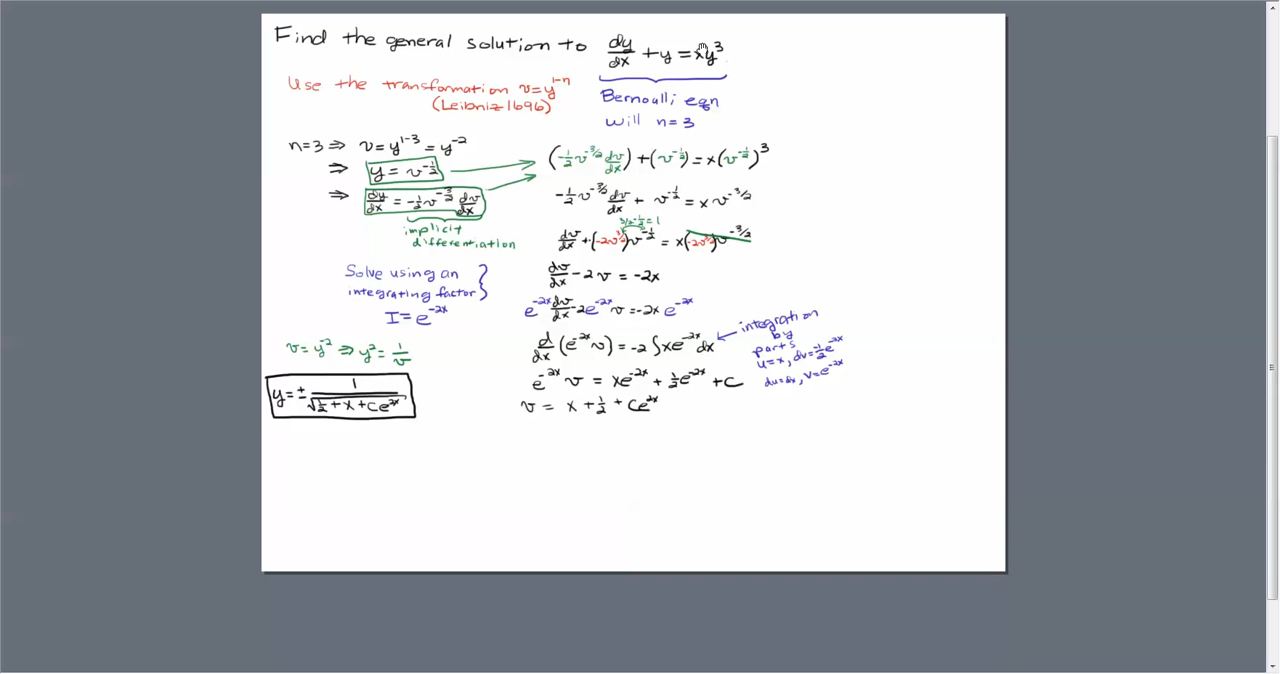 Find the general solution to dy/dx + y = xy³
Use the transformation v = y^(1-n)
(Leibniz 1696)
Bernoulli eqn
will n = 3
n=3 ⇒ v = y^(1-3) = y^(-2)
⇒ y = v^(-1/2)
⇒ dy/dx = -1/2 v^(-3/2) dv/dx
implicit
differentiation
(-1/2 v^(-3/2) dv/dx) + (v^(-1/2)) = x(v^(-1/2))³
-1/2 v^(-3/2) dv/dx + v^(-1/2) = x v^(-3/2)
3/2 - 1/2 = 1
dv/dx + (-2v^(3/2)) v^(-1/2) = x(-2v^(3/2)) v^(-3/2)
Solve using an
integrating factor
I = e^(-2x)
dv/dx - 2v = -2x
e^(-2x) dv/dx - 2e^(-2x) v = -2x e^(-2x)
d/dx (e^(-2x) v) = -2 ∫xe^(-2x) dx
integration
by
parts
u = x, dv = -1/2 e^(-2x)
du = dx, v = e^(-2x)
e^(-2x) v = xe^(-2x) + 1/2 e^(-2x) + C
v = x + 1/2 + Ce^(2x)
v = y^(-2) ⇒ y² = 1/v
y = ± 1/√(1/2 + x + Ce^(2x))